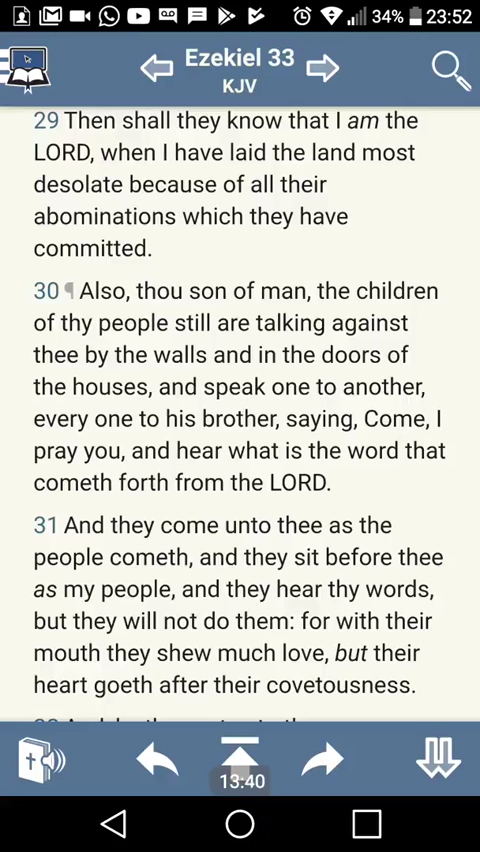 34% 23:52
Ezekiel 33
KJV
29 Then shall they know that I am the
LORD, when I have laid the land most
desolate because of all their
abominations which they have
committed.
30 ¶ Also, thou son of man, the children
of thy people still are talking against
thee by the walls and in the doors of
the houses, and speak one to another,
every one to his brother, saying, Come, I
pray you, and hear what is the word that
cometh forth from the LORD.
31 And they come unto thee as the
people cometh, and they sit before thee
as my people, and they hear thy words,
but they will not do them: for with their
mouth they shew much love, but their
heart goeth after their covetousness.
13:40